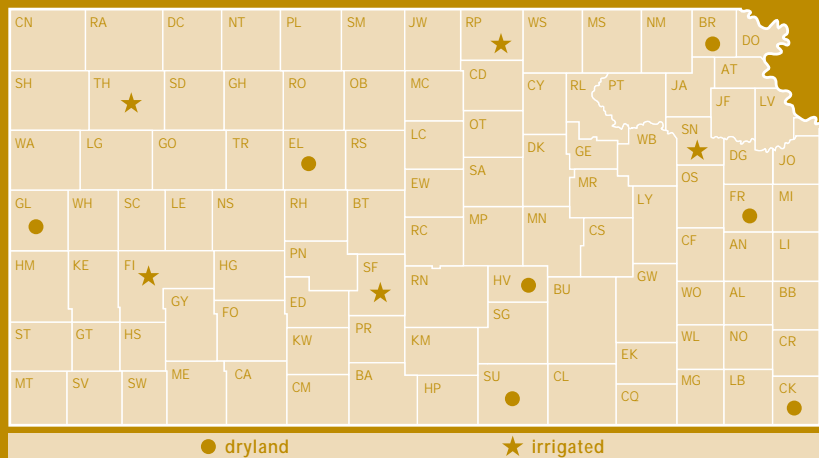 CN RA DC NT PL SM JW RP WS MS NM BR DO
SH TH SD GH RO OB MC CD CY RL PT JA AT
JF LV
WA LG GO TR EL RS LC OT DK GE WB SN DG JO
GL WH SC LE NS RH BT EW SA MR LY OS FR MI
RC MP MN CS CF AN LI
HM KE FI HG PN SF RN HV BU GW WO AL BB
GY ED SG
ST GT HS FO KW PR KM EK WL NO CR
MT SV SW ME CA CM BA HP SU CL CQ MG LB CK
dryland irrigated